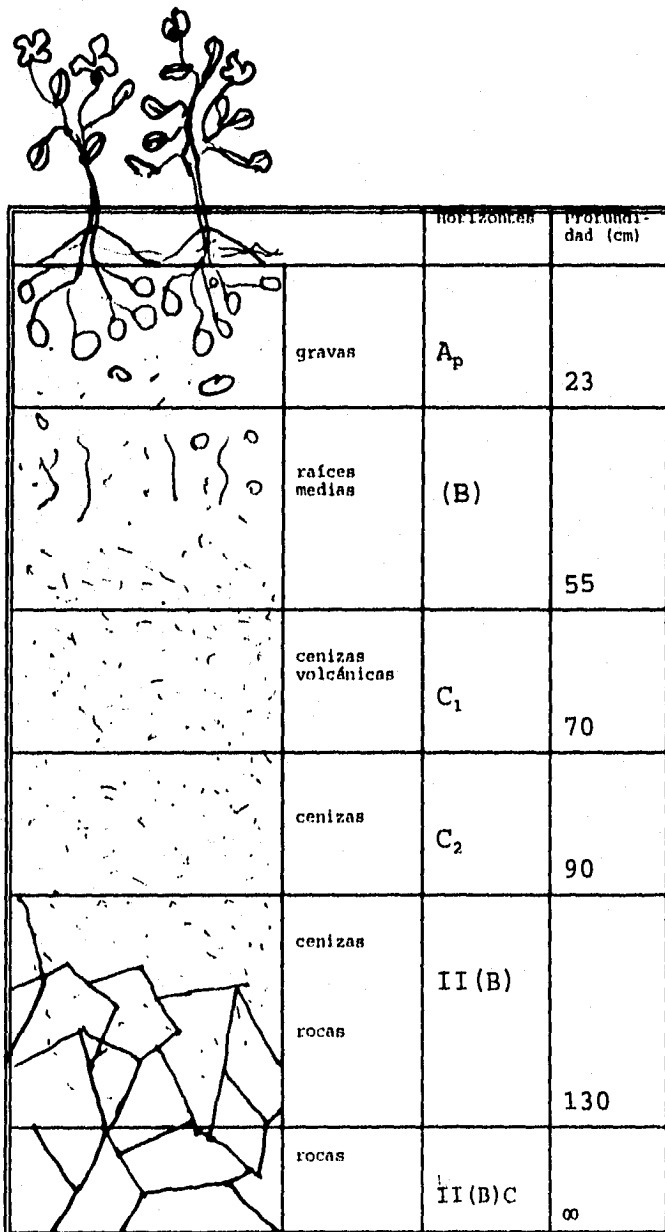 Horizontes
Profundi-
dad (cm)
gravas
Aₚ
23
raíces
medias
(B)
55
cenizas
volcánicas
C₁
70
cenizas
C₂
90
cenizas
rocas
II(B)
130
rocas
II(B)C
∞